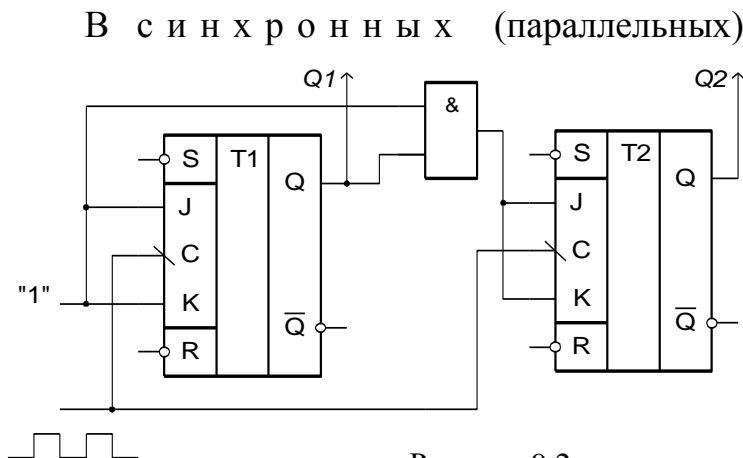 В синхронных (параллельных)
Q1
Q2
&
S T1
Q
J
C
"1"
K
Q
R
S T2
Q
J
C
K
Q
R